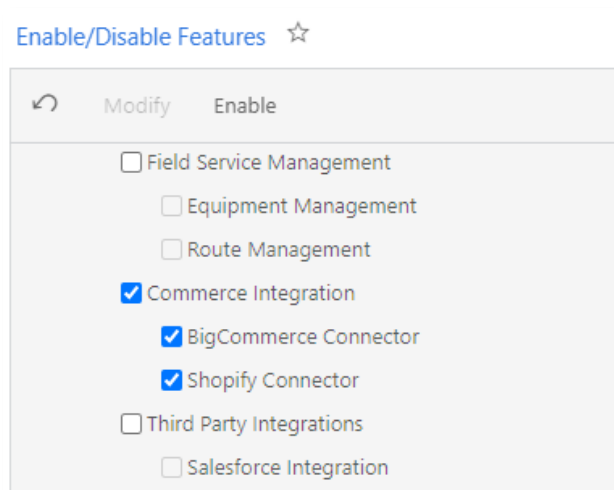 Enable/Disable Features
Modify Enable
Field Service Management
Equipment Management
Route Management
Commerce Integration
BigCommerce Connector
Shopify Connector
Third Party Integrations
Salesforce Integration